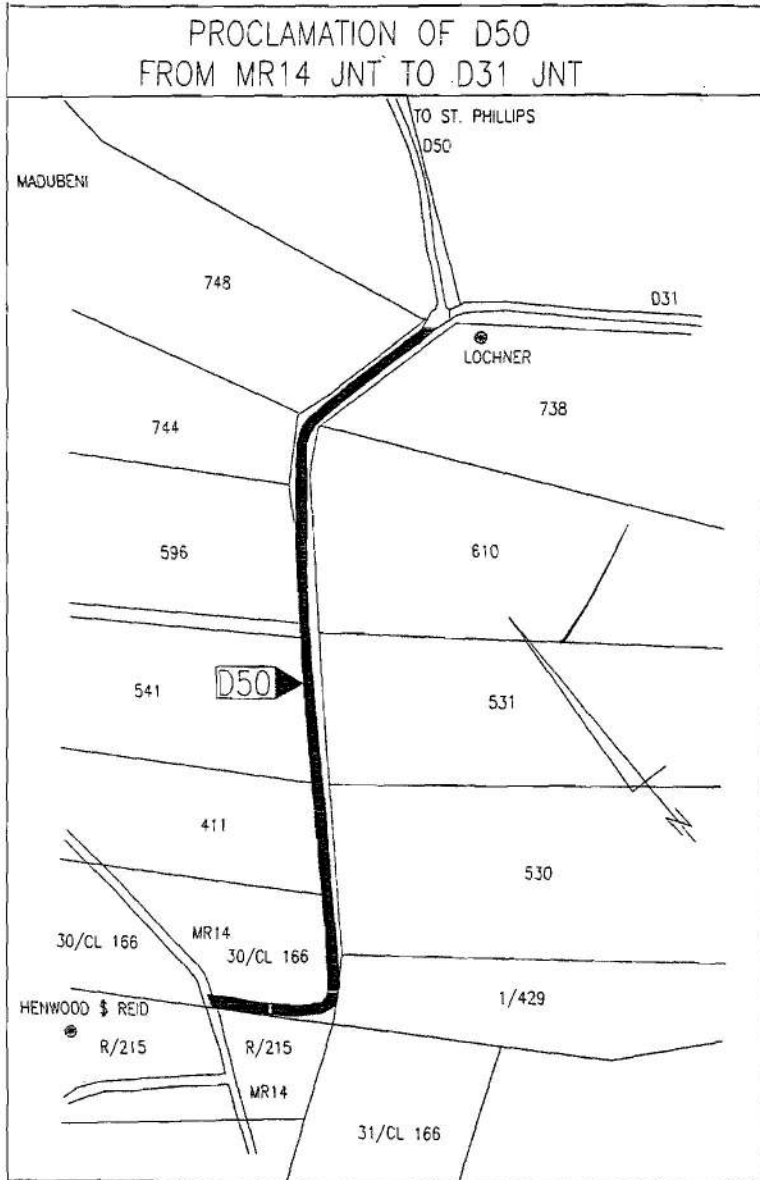 PROCLAMATION OF D50
FROM MR14 JNT TO D31 JNT
TO ST. PHILLIPS
D50
MADUBENI
748
D31
LOCHNER
744
738
596
610
541
D50
531
411
530
30/CL 166
MR14
30/CL 166
HENWOOD $ REID
1/429
R/215
R/215
MR14
31/CL 166
N